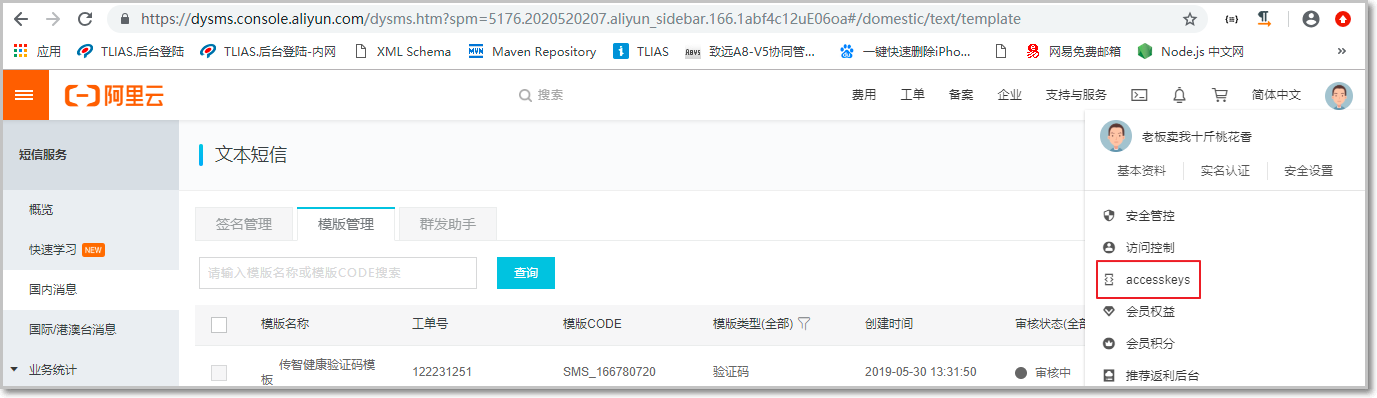 https://dysms.console.aliyun.com/dysms.htm?spm=5176.2020520207.aliyun_sidebar.166.1abf4c12uE06oa#/domestic/text/template
应用 TLIAS.后台登陆 TLIAS.后台登陆-内网 XML Schema Maven Repository TLIAS 致远A8-V5协同管... 一键快速删除iPho... 网易免费邮箱 Node.js 中文网 »
阿里云 搜索 费用 工单 备案 企业 支持与服务 简体中文
短信服务
文本短信
老板卖我十斤桃花香
基本资料 实名认证 安全设置
概览
签名管理 模版管理 群发助手
安全管控
快速学习 NEW
访问控制
请输入模版名称或模版CODE搜索 查询
accesskeys
国内消息
会员权益
国际/港澳台消息
模版名称 工单号 模版CODE 模版类型(全部) 创建时间 审核状态(全部
会员积分
业务统计
传智健康验证码模
板
122231251 SMS_166780720 验证码 2019-05-30 13:31:50 审核中
推荐返利后台